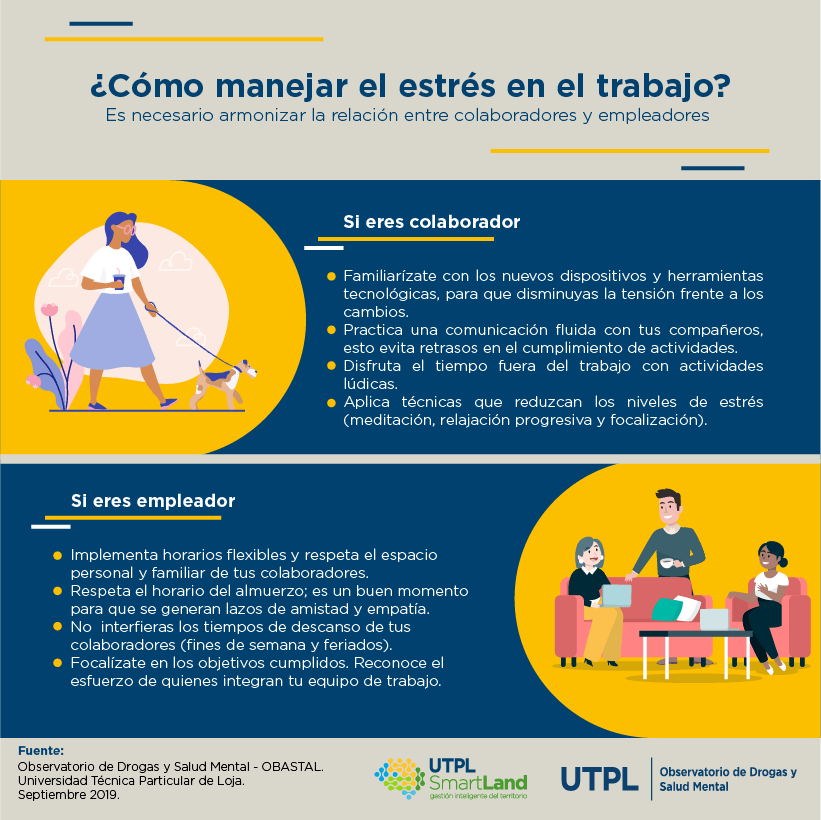 ¿Cómo manejar el estrés en el trabajo?
Es necesario armonizar la relación entre colaboradores y empleadores
Si eres colaborador
Familiarízate con los nuevos dispositivos y herramientas
tecnológicas, para que disminuyas la tensión frente a los
cambios.
Practica una comunicación fluida con tus compañeros,
esto evita retrasos en el cumplimiento de actividades.
Disfruta el tiempo fuera del trabajo con actividades
lúdicas.
Aplica técnicas que reduzcan los niveles de estrés
(meditación, relajación progresiva y focalización).
Si eres empleador
Implementa horarios flexibles y respeta el espacio
personal y familiar de tus colaboradores.
Respeta el horario del almuerzo; es un buen momento
para que se generan lazos de amistad y empatía.
No interfieras los tiempos de descanso de tus
colaboradores (fines de semana y feriados).
Focalízate en los objetivos cumplidos. Reconoce el
esfuerzo de quienes integran tu equipo de trabajo.
Fuente:
Observatorio de Drogas y Salud Mental - OBASTAL.
Universidad Técnica Particular de Loja.
Septiembre 2019.
UTPL
SmartLand
gestión inteligente del territorio
UTPL
Observatorio de Drogas y
Salud Mental